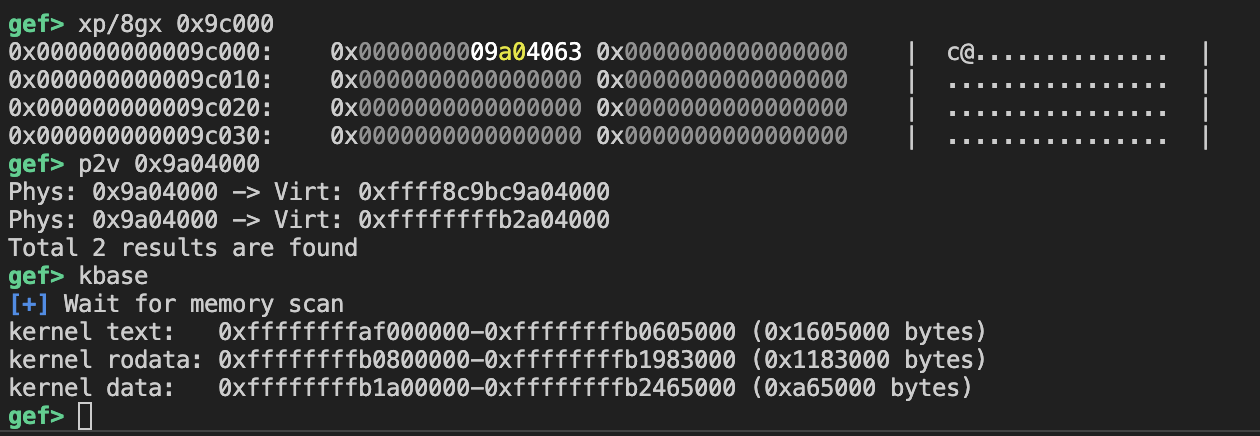 gef> xp/8gx 0x9c000
0x000000000009c000:    0x0000000009a04063 0x0000000000000000    |  c@..............  |
0x000000000009c010:    0x0000000000000000 0x0000000000000000    |  ................  |
0x000000000009c020:    0x0000000000000000 0x0000000000000000    |  ................  |
0x000000000009c030:    0x0000000000000000 0x0000000000000000    |  ................  |
gef> p2v 0x9a04000
Phys: 0x9a04000 -> Virt: 0xffff8c9bc9a04000
Phys: 0x9a04000 -> Virt: 0xffffffffb2a04000
Total 2 results are found
gef> kbase
[+] Wait for memory scan
kernel text:   0xffffffffaf000000-0xffffffffb0605000 (0x1605000 bytes)
kernel rodata: 0xffffffffb0800000-0xffffffffb1983000 (0x1183000 bytes)
kernel data:   0xffffffffb1a00000-0xffffffffb2465000 (0xa65000 bytes)
gef>